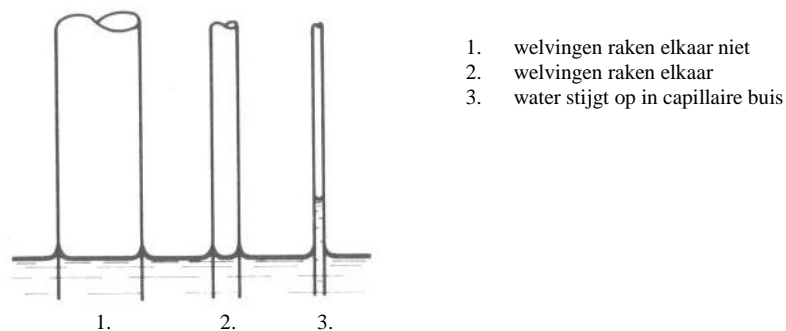 1. welvingen raken elkaar niet
2. welvingen raken elkaar
3. water stijgt op in capillaire buis
1. 2. 3.